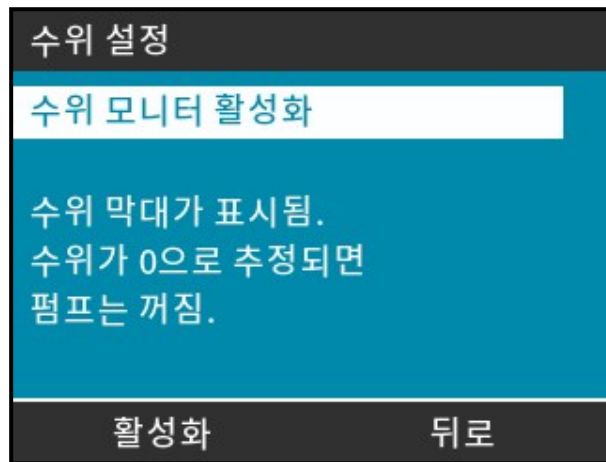 수위 설정
수위 모니터 활성화
수위 막대가 표시됨.
수위가 0으로 추정되면
펌프는 꺼짐.
활성화 뒤로